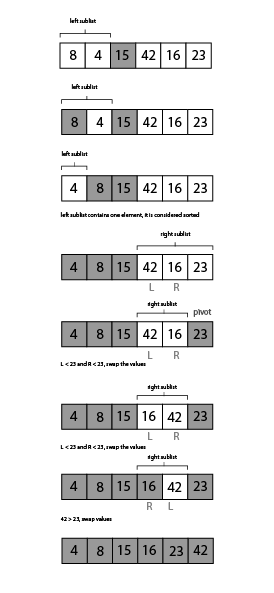 left sublist
8 4 15 42 16 23
left sublist
8 4 15 42 16 23
left sublist
4 8 15 42 16 23
left sublist contains one element, it is considered sorted
right sublist
4 8 15 42 16 23
L R
right sublist
pivot
4 8 15 42 16 23
L R
L < 23 and R < 23, swap the values
right sublist
4 8 15 16 42 23
L R
L < 23 and R < 23, swap the values
right sublist
4 8 15 16 42 23
R L
42 > 23, swap values
4 8 15 16 23 42